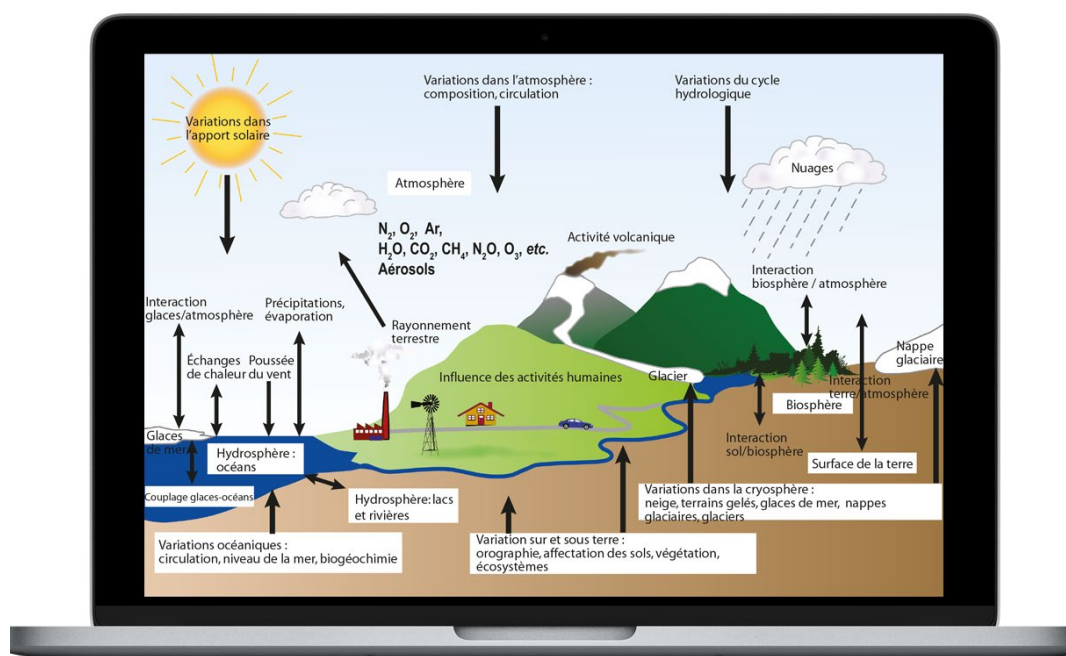 Variations dans l'atmosphère :
composition, circulation
Variations du cycle
hydrologique
Variations dans
l'apport solaire
Nuages
Atmosphère
N₂, O₂, Ar,
H₂O, CO₂, CH₄, N₂O, O₃, etc.
Aérosols
Activité volcanique
Interaction
biosphère / atmosphère
Interaction
glaces/atmosphère
Précipitations,
évaporation
Rayonnement
terrestre
Nappe
glaciaire
Échanges
de chaleur
Poussée
du vent
Influence des activités humaines
Glacier
Interaction
terre/atmosphère
Biosphère
Glaces
de mer
Hydrosphère :
océans
Interaction
sol/biosphère
Surface de la terre
Couplage glaces-océans
Hydrosphère: lacs
et rivières
Variations dans la cryosphère :
neige, terrains gelés, glaces de mer, nappes
glaciaires, glaciers
Variations océaniques :
circulation, niveau de la mer, biogéochimie
Variation sur et sous terre :
orographie, affectation des sols, végétation,
écosystèmes